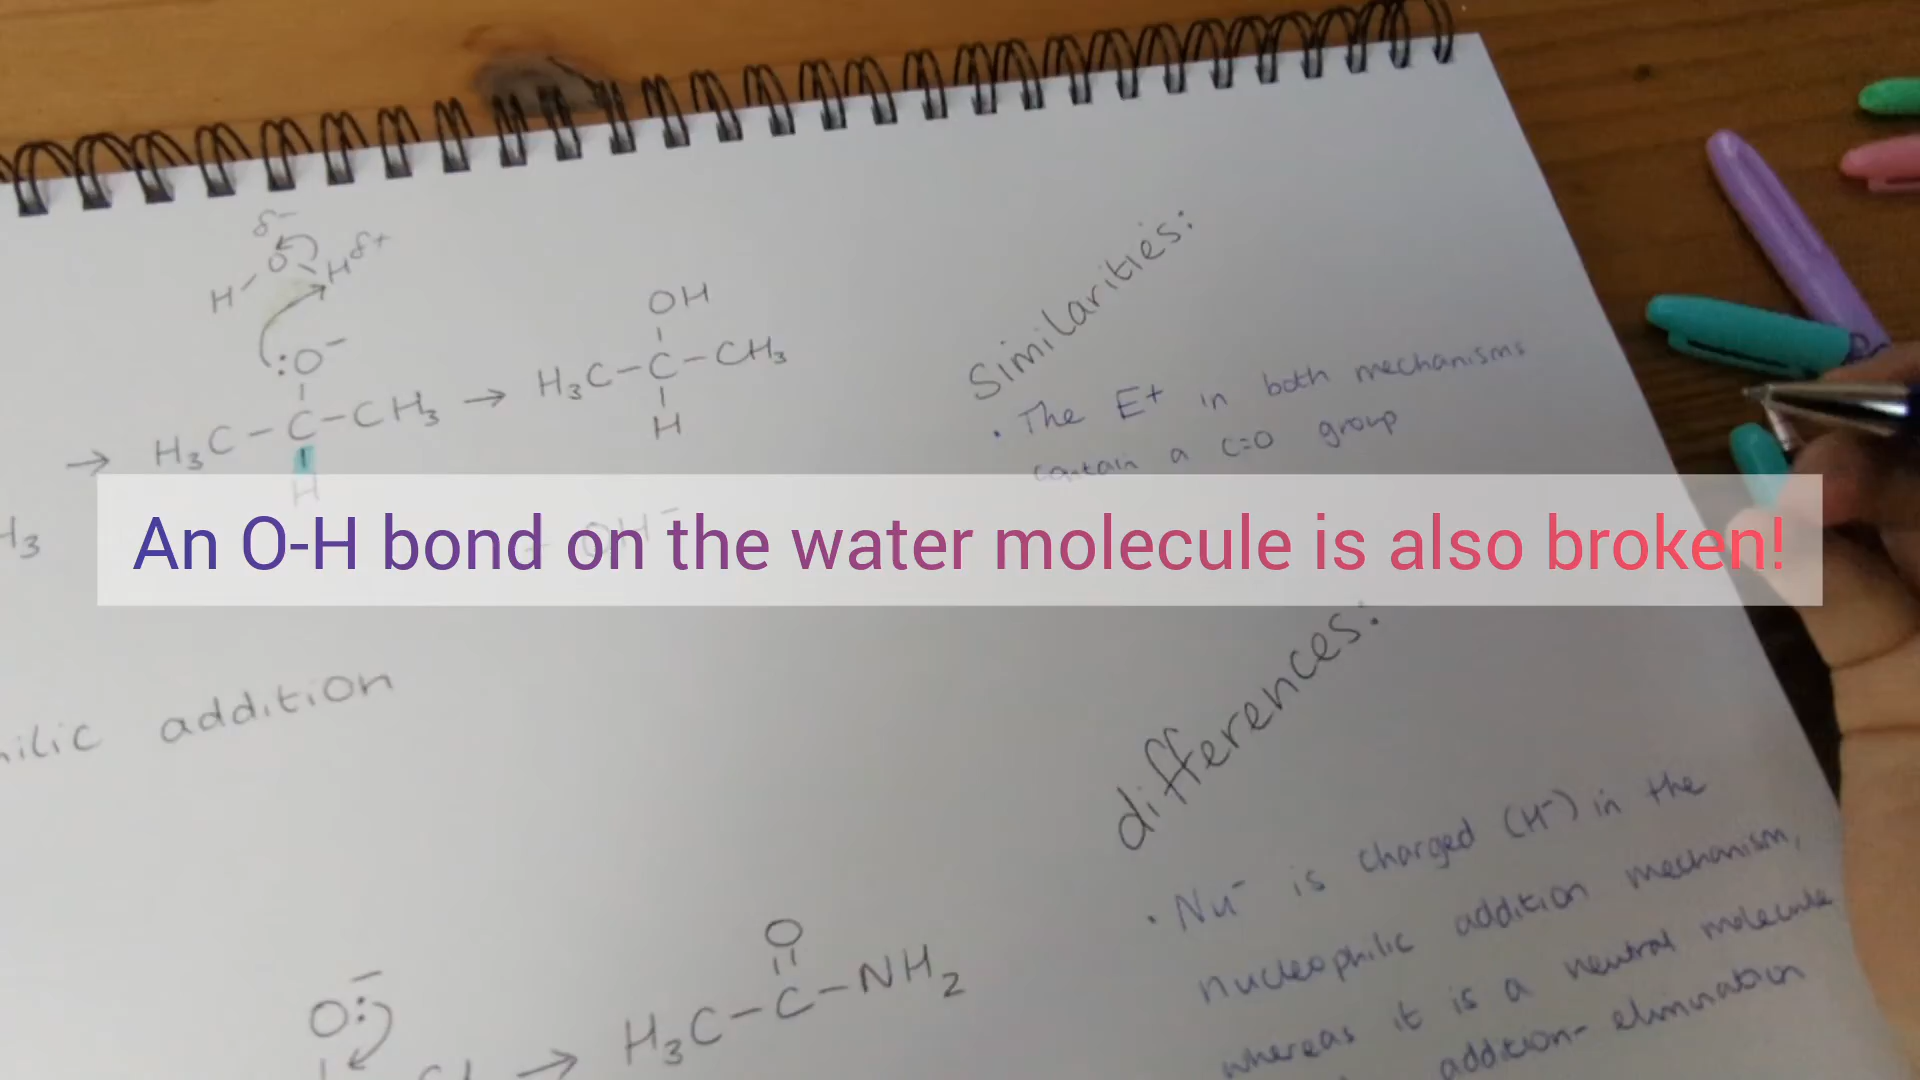 δ-
O
H H δ+
:O-
H₃C-C-CH₃ →
H
OH
H₃C-C-CH₃
H
→
H₃
+ OH-
An O-H bond on the water molecule is also broken!
Similarities:
• The E+ in both mechanisms
contain a C=O group
addition
differences:
• Nu- is charged (H-) in the
nucleophilic addition mechanism,
whereas it is a neutral molecule
addition-elimination
O:-
→
O
H₃C-C-NH₂